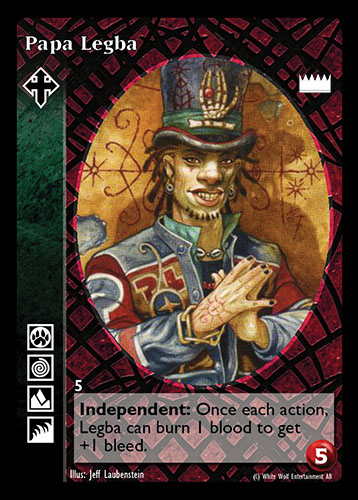 Papa Legba
5
Independent: Once each action,
Legba can burn 1 blood to get
+1 bleed.
5
Illus: Jeff Laubenstein
(C) White Wolf Entertainment AB